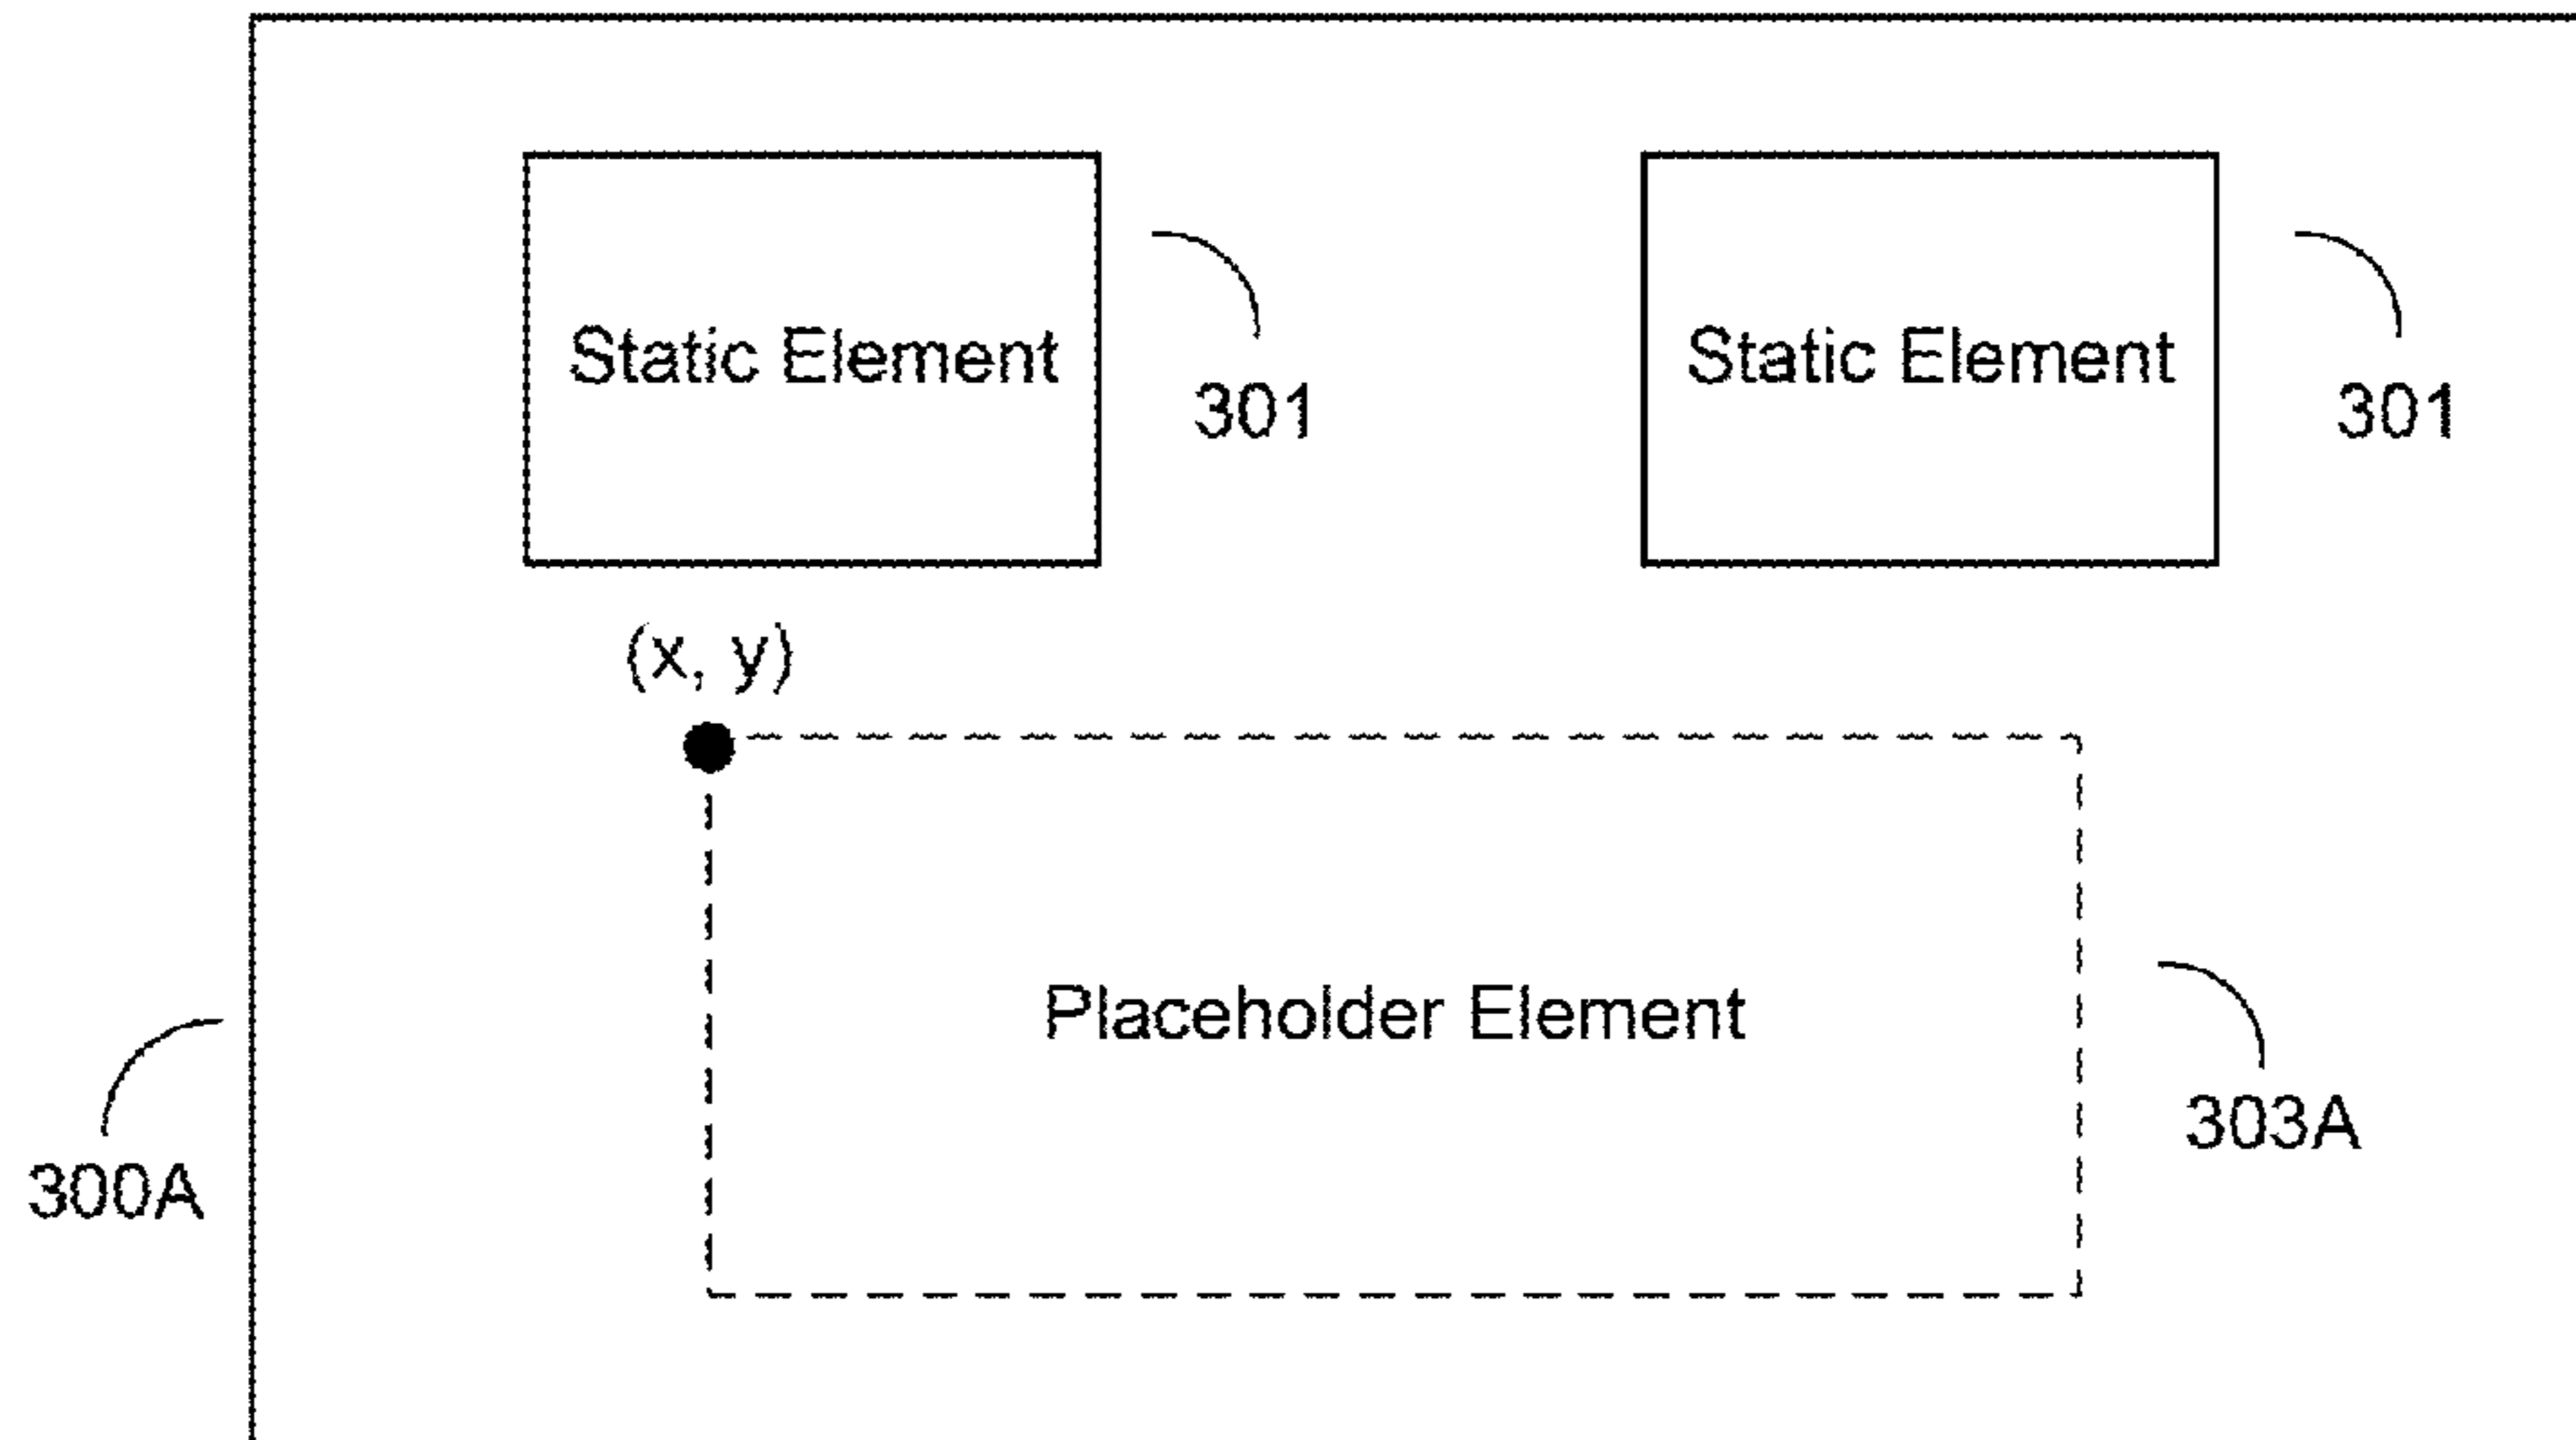 Static Element
301
Static Element
301
(x, y)
Placeholder Element
303A
300A